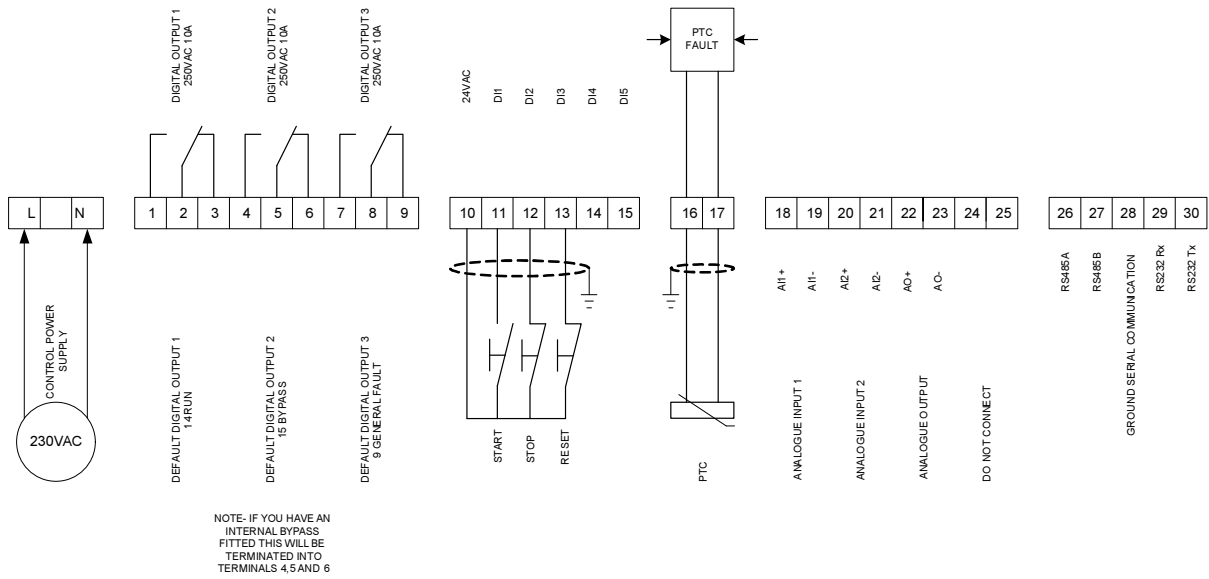 DIGITAL OUTPUT 1
250VAC 10A
DIGITAL OUTPUT 2
250VAC 10A
DIGITAL OUTPUT 3
250VAC 10A
24VAC
DI1
DI2
DI3
DI4
DI5
PTC
FAULT
L N
1 2 3 4 5 6 7 8 9
10 11 12 13 14 15
16 17
18 19 20 21 22 23 24 25
26 27 28 29 30
CONTROL POWER
SUPPLY
230VAC
DEFAULT DIGITAL OUTPUT 1
14 RUN
DEFAULT DIGITAL OUTPUT 2
15 BYPASS
DEFAULT DIGITAL OUTPUT 3
9 GENERAL FAULT
START
STOP
RESET
PTC
AI1+
AI1-
AI2+
AI2-
AO+
AO-
ANALOGUE INPUT 1
ANALOGUE INPUT 2
ANALOGUE OUTPUT
DO NOT CONNECT
RS485A
RS485B
GROUND SERIAL COMMUNICATION
RS232 Rx
RS232 Tx
NOTE- IF YOU HAVE AN
INTERNAL BYPASS
FITTED THIS WILL BE
TERMINATED INTO
TERMINALS 4,5 AND 6